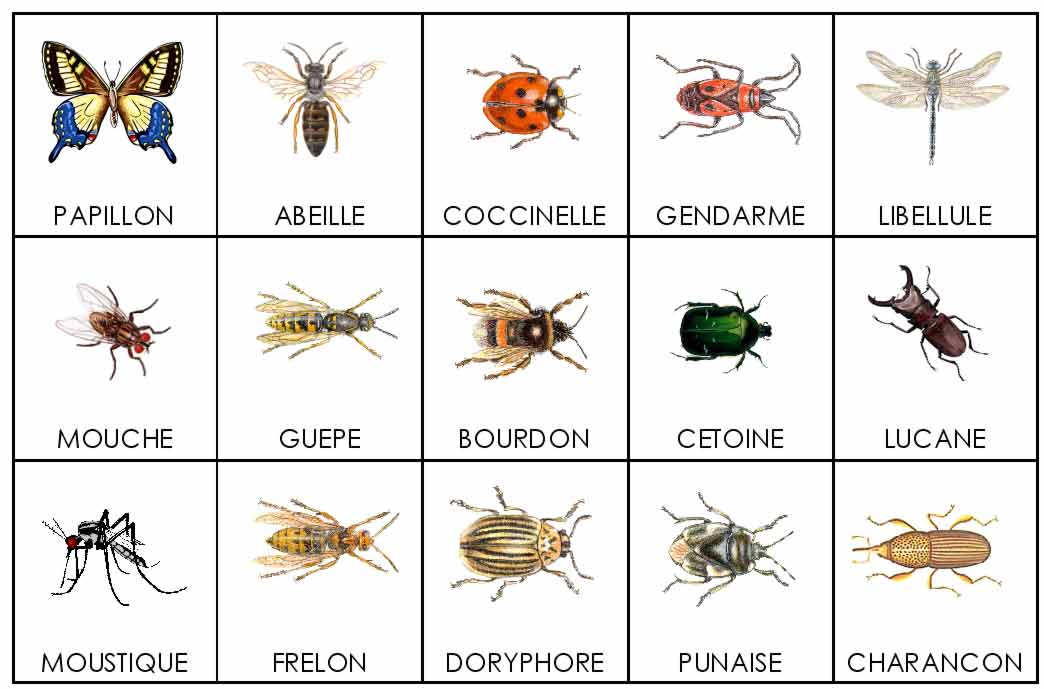 PAPILLON
ABEILLE
COCCINELLE
GENDARME
LIBELLULE
MOUCHE
GUEPE
BOURDON
CETOINE
LUCANE
MOUSTIQUE
FRELON
DORYPHORE
PUNAISE
CHARANCON